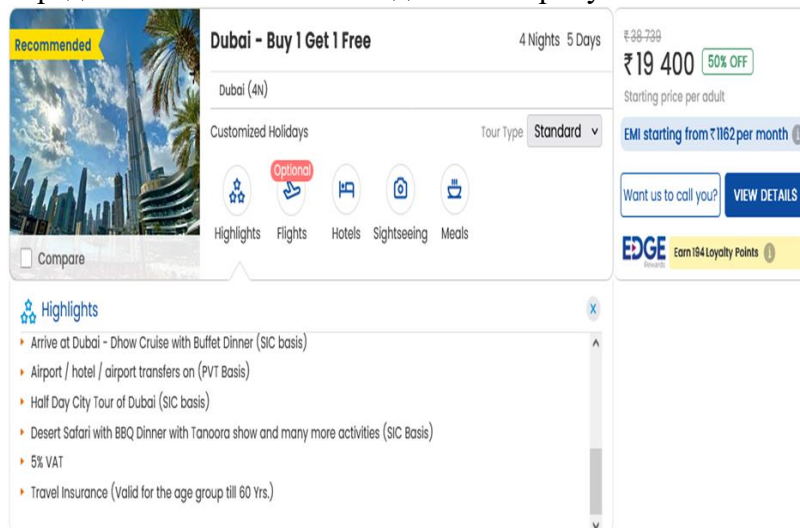 Recommended
Dubai - Buy 1 Get 1 Free
4 Nights 5 Days
Dubai (4N)
Customized Holidays
Tour Type Standard
Optional
Highlights Flights Hotels Sightseeing Meals
Compare
₹ 38 739
₹19 400 50% OFF
Starting price per adult
EMI starting from ₹1162 per month
Want us to call you? VIEW DETAILS
EDGE Rewards Earn 194 Loyalty Points
Highlights
Arrive at Dubai - Dhow Cruise with Buffet Dinner (SIC basis)
Airport / hotel / airport transfers on (PVT Basis)
Half Day City Tour of Dubai (SIC basis)
Desert Safari with BBQ Dinner with Tanoora show and many more activities (SIC Basis)
5% VAT
Travel Insurance (Valid for the age group till 60 Yrs.)